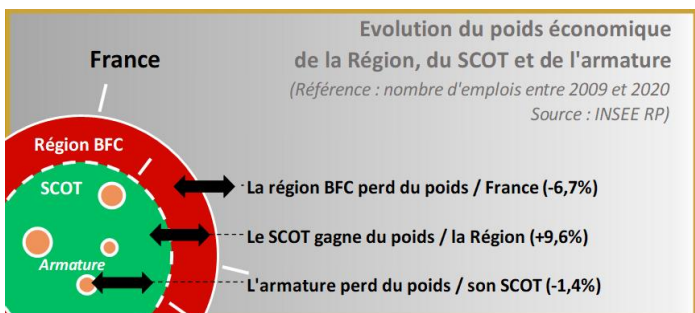 Evolution du poids économique
de la Région, du SCOT et de l'armature
(Référence : nombre d'emplois entre 2009 et 2020
Source : INSEE RP)
France
Région BFC
SCOT
Armature
La région BFC perd du poids / France (-6,7%)
Le SCOT gagne du poids / la Région (+9,6%)
L'armature perd du poids / son SCOT (-1,4%)